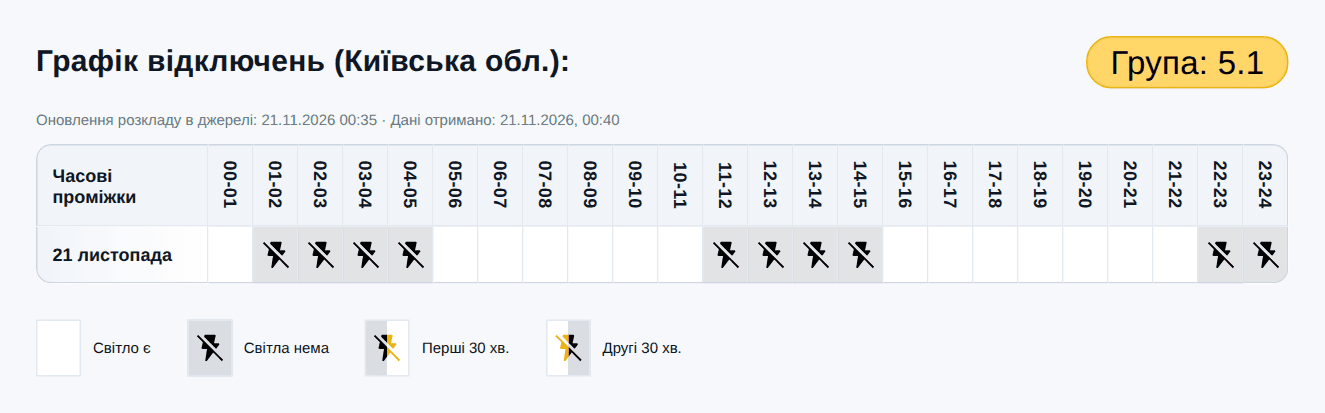 Графік відключень (Київська обл.):
Група: 5.1
Оновлення розкладу в джерелі: 21.11.2026 00:35 · Дані отримано: 21.11.2026, 00:40
Часові
проміжки
00-01
01-02
02-03
03-04
04-05
05-06
06-07
07-08
08-09
09-10
10-11
11-12
12-13
13-14
14-15
15-16
16-17
17-18
18-19
19-20
20-21
21-22
22-23
23-24
21 листопада
Світло є
Світла нема
Перші 30 хв.
Другі 30 хв.